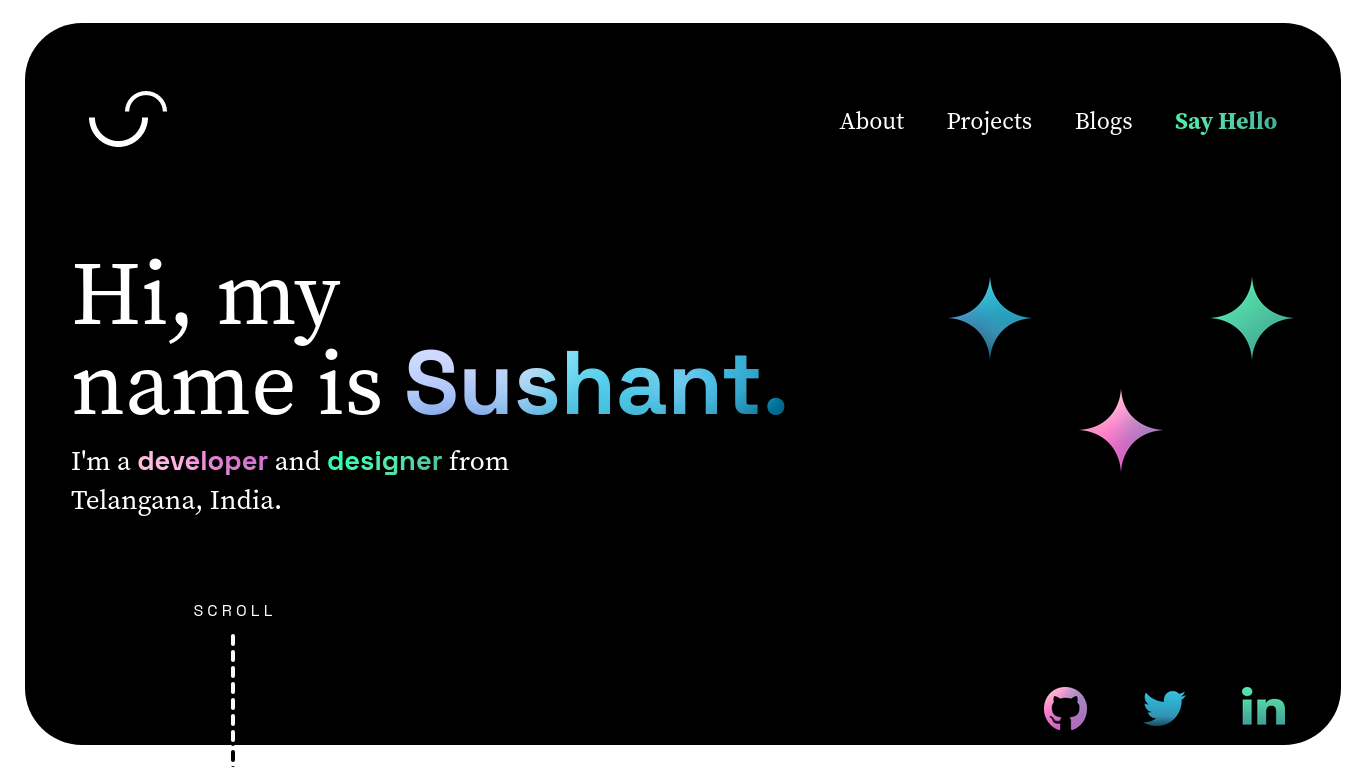 About Projects Blogs Say Hello
Hi, my
name is Sushant.
I'm a developer and designer from
Telangana, India.
SCROLL
in